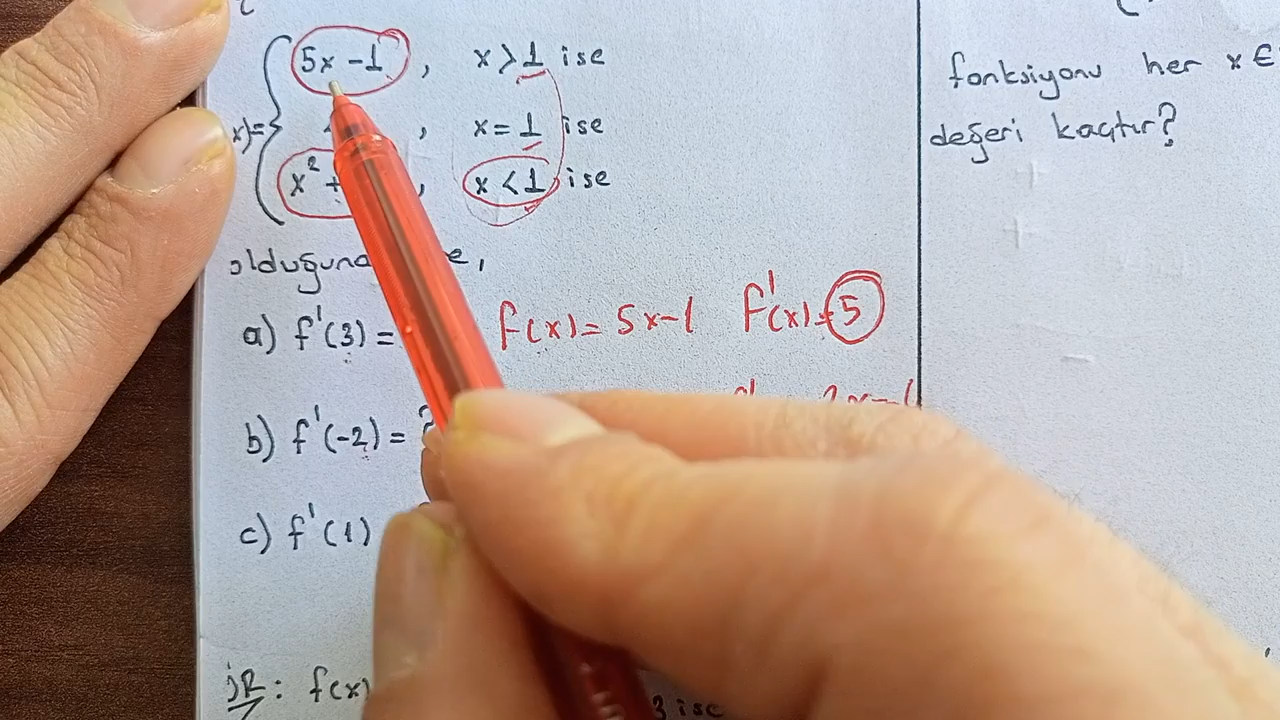 5x-1, x>1 ise
x)= , x=1 ise
x²+ , x<1 ise
fonksiyonu her x∈
değeri kaçtır?
a) f'(3)= f(x)=5x-1 f'(x)=5
b) f'(-2)=?
c) f'(1)
f(x)
3 ise